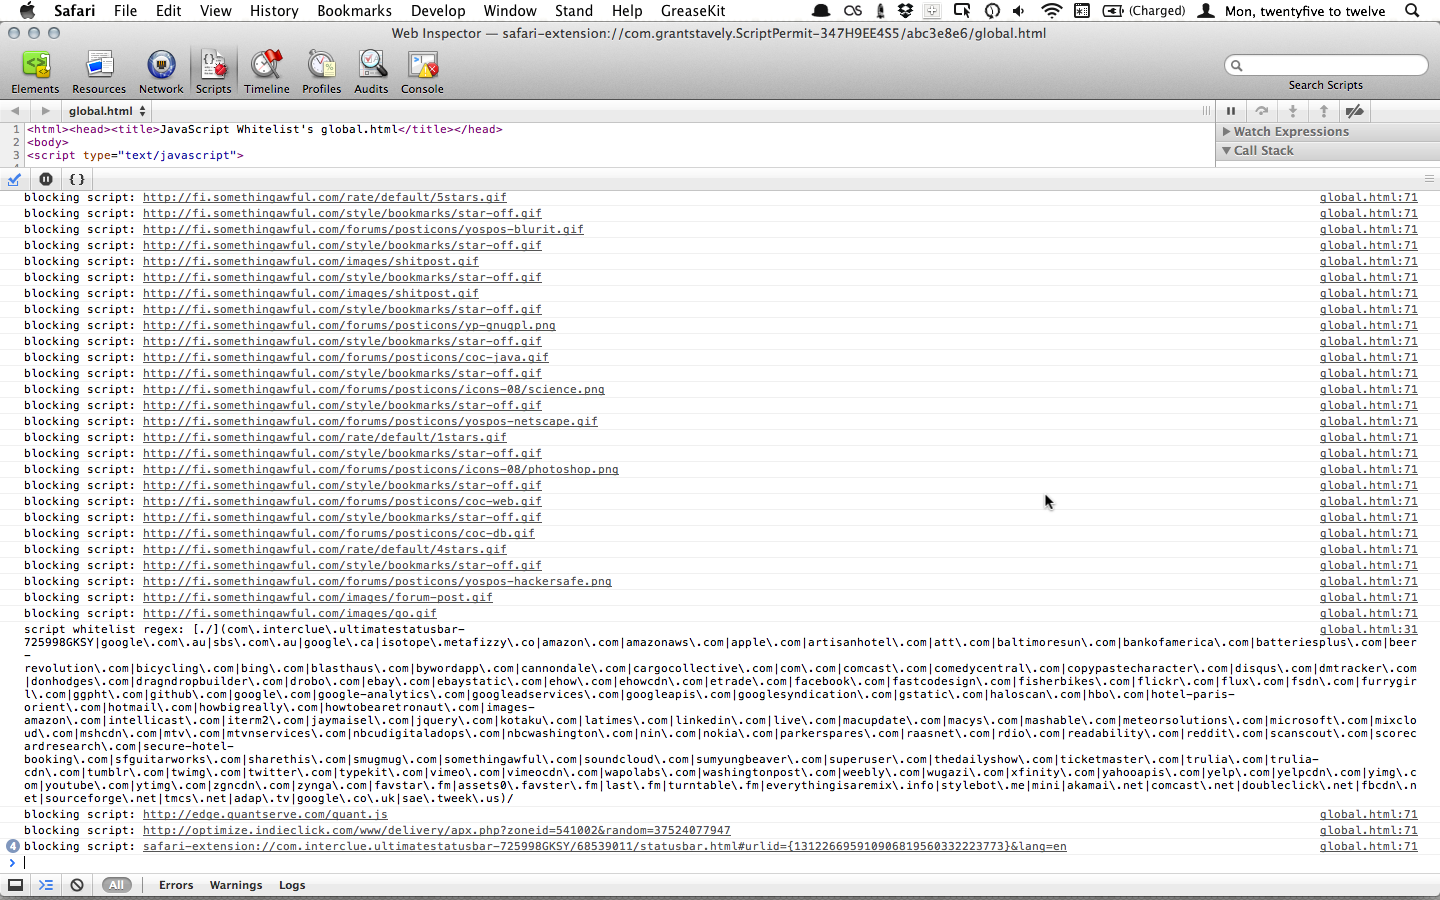 Safari File Edit View History Bookmarks Develop Window Stand Help GreaseKit (Charged) Mon, twentyfive to twelve
Web Inspector — safari-extension://com.grantstavely.ScriptPermit-347H9EE4S5/abc3e8e6/global.html
Elements Resources Network Scripts Timeline Profiles Audits Console Search Scripts
global.html
1 <html><head><title>JavaScript Whitelist's global.html</title></head>
2 <body>
3 <script type="text/javascript">
Watch Expressions
Call Stack
blocking script: http://fi.somethingawful.com/rate/default/5stars.gif global.html:71
blocking script: http://fi.somethingawful.com/style/bookmarks/star-off.gif global.html:71
blocking script: http://fi.somethingawful.com/forums/posticons/yospos-blurit.gif global.html:71
blocking script: http://fi.somethingawful.com/style/bookmarks/star-off.gif global.html:71
blocking script: http://fi.somethingawful.com/images/shitpost.gif global.html:71
blocking script: http://fi.somethingawful.com/style/bookmarks/star-off.gif global.html:71
blocking script: http://fi.somethingawful.com/images/shitpost.gif global.html:71
blocking script: http://fi.somethingawful.com/style/bookmarks/star-off.gif global.html:71
blocking script: http://fi.somethingawful.com/forums/posticons/yp-gnugpl.png global.html:71
blocking script: http://fi.somethingawful.com/style/bookmarks/star-off.gif global.html:71
blocking script: http://fi.somethingawful.com/forums/posticons/coc-java.gif global.html:71
blocking script: http://fi.somethingawful.com/style/bookmarks/star-off.gif global.html:71
blocking script: http://fi.somethingawful.com/forums/posticons/icons-08/science.png global.html:71
blocking script: http://fi.somethingawful.com/style/bookmarks/star-off.gif global.html:71
blocking script: http://fi.somethingawful.com/forums/posticons/yospos-netscape.gif global.html:71
blocking script: http://fi.somethingawful.com/rate/default/1stars.gif global.html:71
blocking script: http://fi.somethingawful.com/style/bookmarks/star-off.gif global.html:71
blocking script: http://fi.somethingawful.com/forums/posticons/icons-08/photoshop.png global.html:71
blocking script: http://fi.somethingawful.com/style/bookmarks/star-off.gif global.html:71
blocking script: http://fi.somethingawful.com/forums/posticons/coc-web.gif global.html:71
blocking script: http://fi.somethingawful.com/style/bookmarks/star-off.gif global.html:71
blocking script: http://fi.somethingawful.com/forums/posticons/coc-db.gif global.html:71
blocking script: http://fi.somethingawful.com/rate/default/4stars.gif global.html:71
blocking script: http://fi.somethingawful.com/style/bookmarks/star-off.gif global.html:71
blocking script: http://fi.somethingawful.com/forums/posticons/yospos-hackersafe.png global.html:71
blocking script: http://fi.somethingawful.com/images/forum-post.gif global.html:71
blocking script: http://fi.somethingawful.com/images/go.gif global.html:71
script whitelist regex: [./](com\.interclue\.ultimatestatusbar- global.html:31
725998GKSY|google\.com\.au|sbs\.com\.au|google\.ca|isotope\.metafizzy\.co|amazon\.com|amazonaws\.com|apple\.com|artisanhotel\.com|att\.com|baltimoresun\.com|bankofamerica\.com|batteriesplus\.com|beer
-
revolution\.com|bicycling\.com|bing\.com|blasthaus\.com|bywordapp\.com|cannondale\.com|cargocollective\.com|cnn\.com|comcast\.com|comedycentral\.com|copypastecharacter\.com|disqus\.com|dmtracker\.com
|donhodges\.com|dragndropbuilder\.com|drobo\.com|ebay\.com|ebaystatic\.com|ehow\.com|ehowcdn\.com|etrade\.com|facebook\.com|fastcodesign\.com|fisherbikes\.com|flickr\.com|flux\.com|fsdn\.com|furrygir
l\.com|ggpht\.com|github\.com|google\.com|google-analytics\.com|googleadservices\.com|googleapis\.com|googlesyndication\.com|gstatic\.com|haloscan\.com|hbo\.com|hotel-paris-
orient\.com|hotmail\.com|howbigreally\.com|howtobearetronaut\.com|images-
amazon\.com|intellicast\.com|iterm2\.com|jaymaisel\.com|jquery\.com|kotaku\.com|latimes\.com|linkedin\.com|live\.com|macupdate\.com|macys\.com|mashable\.com|meteorsolutions\.com|microsoft\.com|mixclo
ud\.com|mshcdn\.com|mtv\.com|mtvnservices\.com|nbcudigitaladops\.com|nbcwashington\.com|nin\.com|nokia\.com|parkerspares\.com|raasnet\.com|rdio\.com|readability\.com|reddit\.com|scanscout\.com|scorec
ardresearch\.com|secure-hotel-
booking\.com|sfguitarworks\.com|sharethis\.com|smugmug\.com|somethingawful\.com|soundcloud\.com|sumyungbeaver\.com|superuser\.com|thedailyshow\.com|ticketmaster\.com|trulia\.com|trulia-
cdn\.com|tumblr\.com|twimg\.com|twitter\.com|typekit\.com|vimeo\.com|vimeocdn\.com|wapolabs\.com|washingtonpost\.com|weebly\.com|wugazi\.com|xfinity\.com|yahooapis\.com|yelp\.com|yelpcdn\.com|yimg\.c
om|youtube\.com|ytimg\.com|zgncdn\.com|zynga\.com|favstar\.fm|assets0\.favster\.fm|last\.fm|turntable\.fm|everythingisaremix\.info|stylebot\.me|mini|akamai\.net|comcast\.net|doubleclick\.net|fbcdn\.n
et|sourceforge\.net|tmcs\.net|adap\.tv|google\.co\.uk|sae\.tweek\.us)/
blocking script: http://edge.quantserve.com/quant.js global.html:71
blocking script: http://optimize.indieclick.com/www/delivery/apx.php?zoneid=541002&random=37524077947 global.html:71
4 blocking script: safari-extension://com.interclue.ultimatestatusbar-725998GKSY/68539011/statusbar.html#urlid={131226695910906819560332223773}&lang=en global.html:71
All Errors Warnings Logs